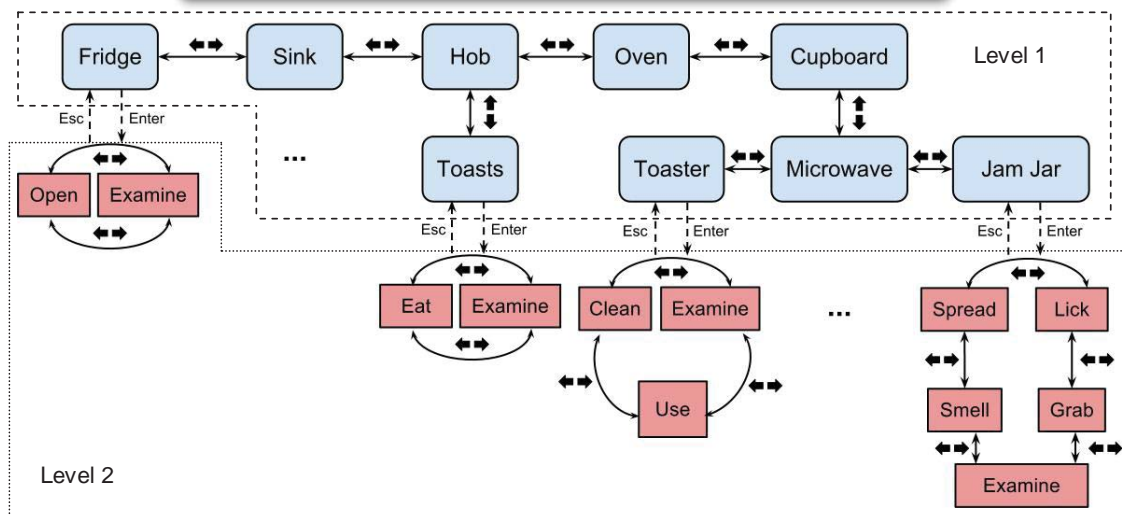 Fridge Sink Hob Oven Cupboard Level 1
Esc Enter
... Toasts Toaster Microwave Jam Jar
Open Examine
Esc Enter Esc Enter Esc Enter
Eat Examine Clean Examine ... Spread Lick
Use Smell Grab
Level 2 Examine